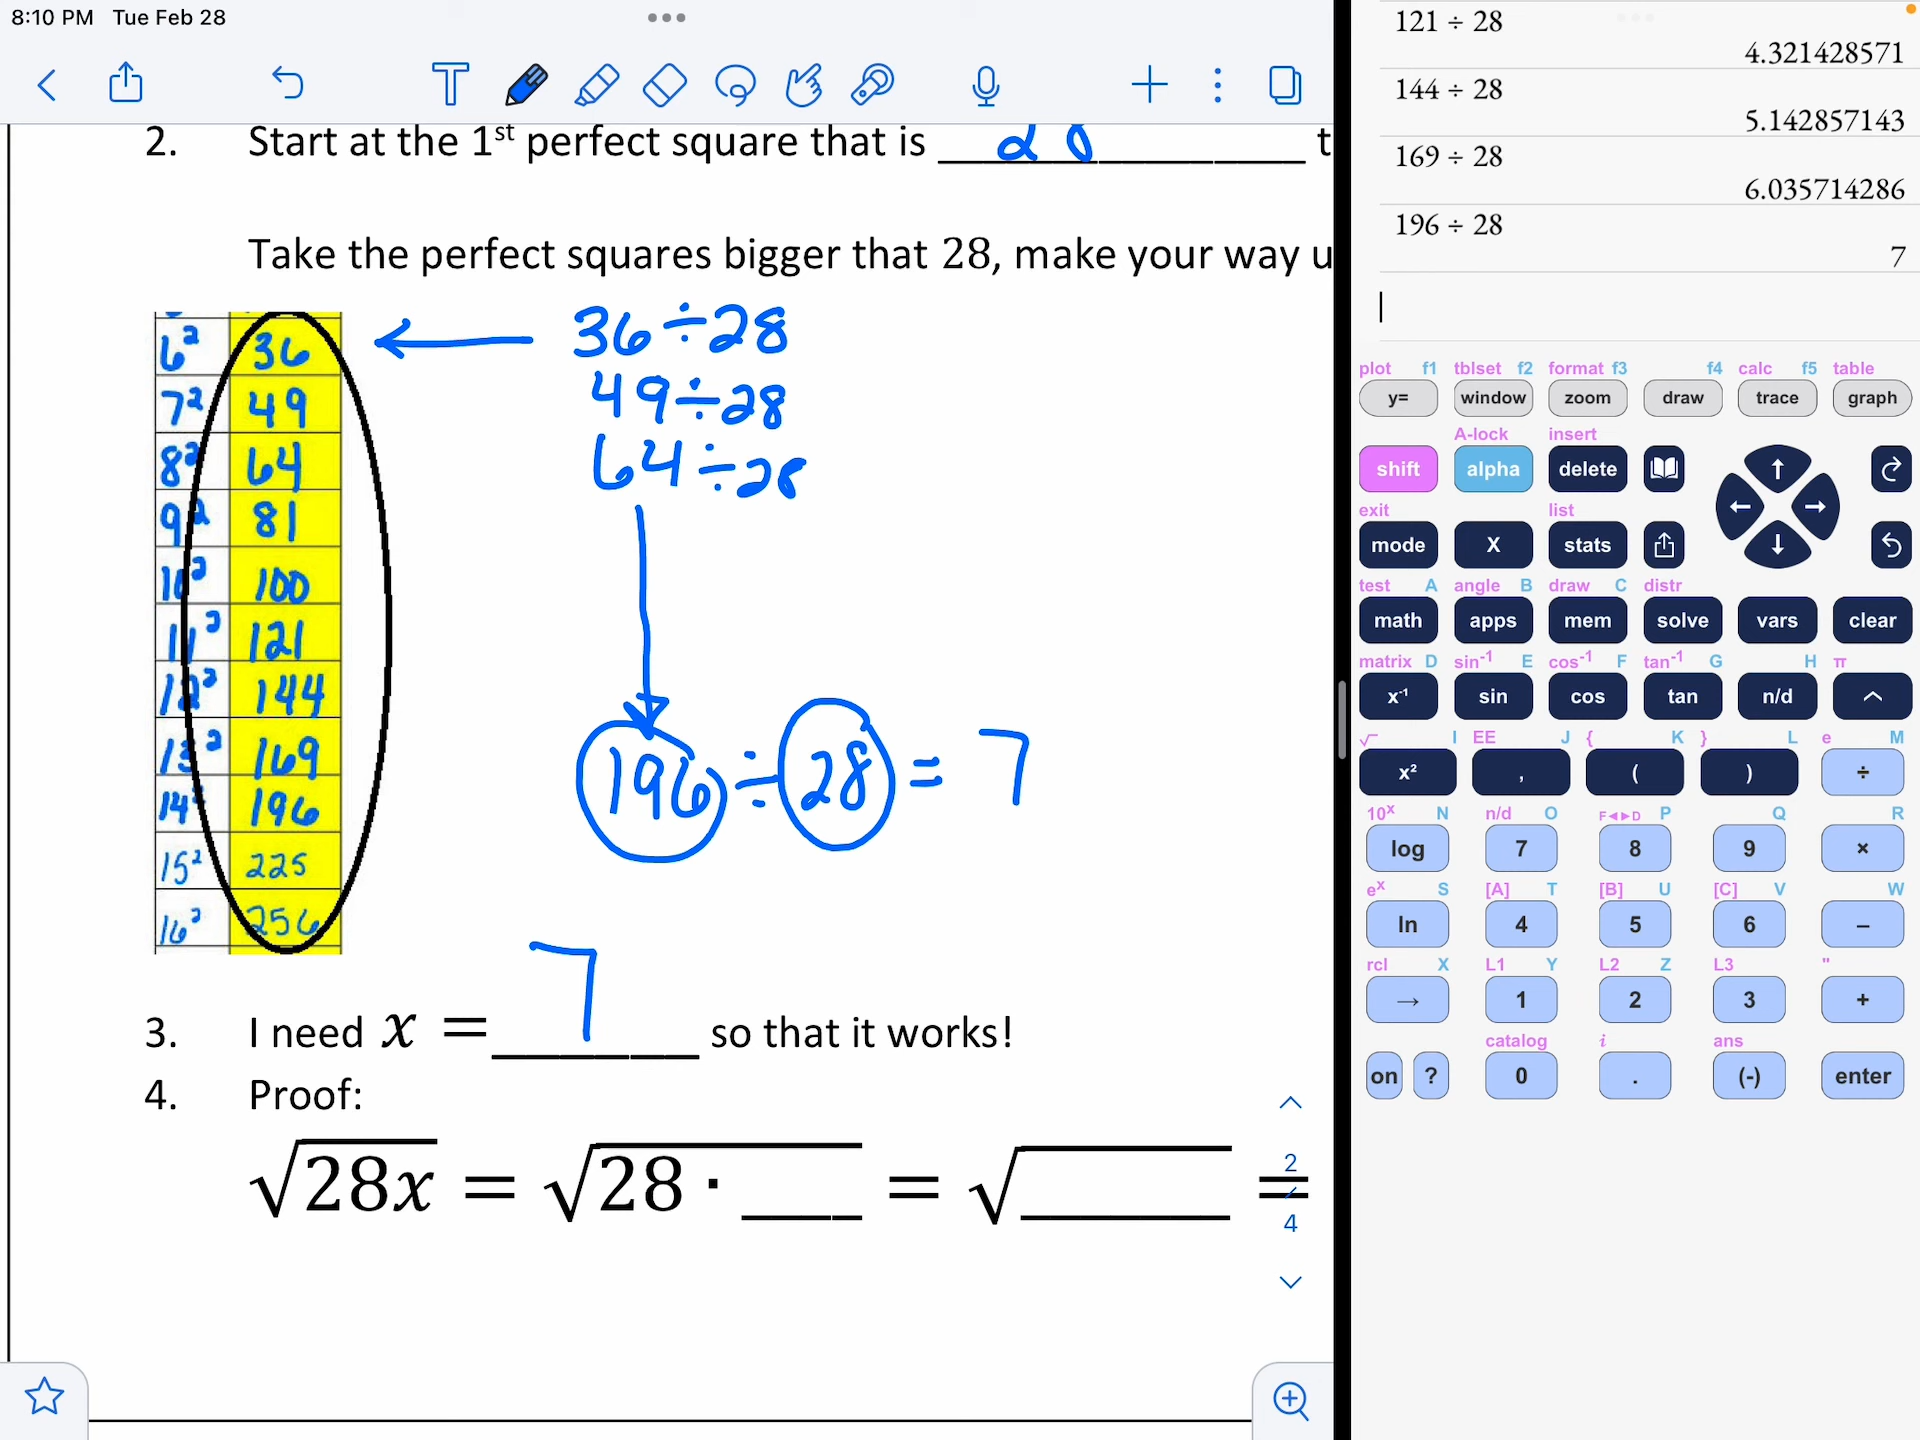 8:10 PM Tue Feb 28
2. Start at the 1st perfect square that is 28 t
Take the perfect squares bigger that 28, make your way u
6² 36
7² 49
8² 64
9² 81
10² 100
11² 121
12² 144
13² 169
14² 196
15² 225
16² 256
← 36÷28
49÷28
64÷28
196÷28 = 7
3. I need x = 7 so that it works!
4. Proof:
√28x = √28 · ____ = √____ =
2
4
121 ÷ 28
4.321428571
144 ÷ 28
5.142857143
169 ÷ 28
6.035714286
196 ÷ 28
7
plot f1 tblset f2 format f3 f4 calc f5 table
y= window zoom draw trace graph
A-lock insert
shift alpha delete
exit list
mode X stats
test A angle B draw C distr
math apps mem solve vars clear
matrix D sin⁻¹ E cos⁻¹ F tan⁻¹ G H π
x⁻¹ sin cos tan n/d ^
√ I EE J { K } L e M
x² , ( ) ÷
10ˣ N n/d O F◄►D P Q R
log 7 8 9 ×
eˣ S [A] T [B] U [C] V W
ln 4 5 6 −
rcl X L1 Y L2 Z L3 "
→ 1 2 3 +
catalog i ans
on ? 0 . (-) enter